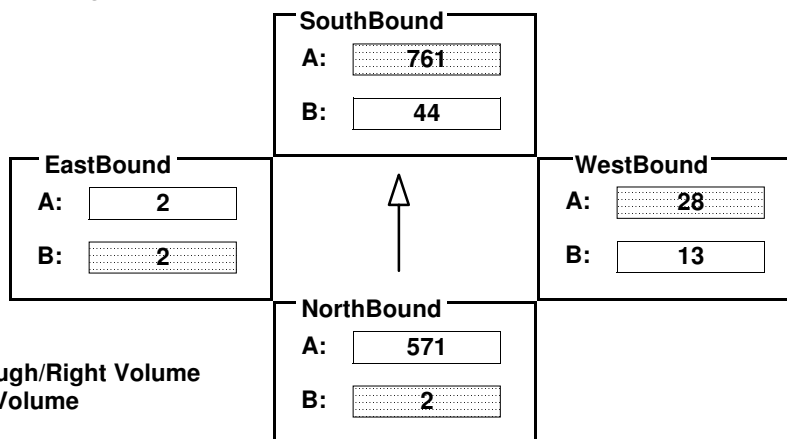 SouthBound
A: 761
B: 44
EastBound
A: 2
B: 2
WestBound
A: 28
B: 13
NorthBound
A: 571
B: 2
ugh/Right Volume
Volume